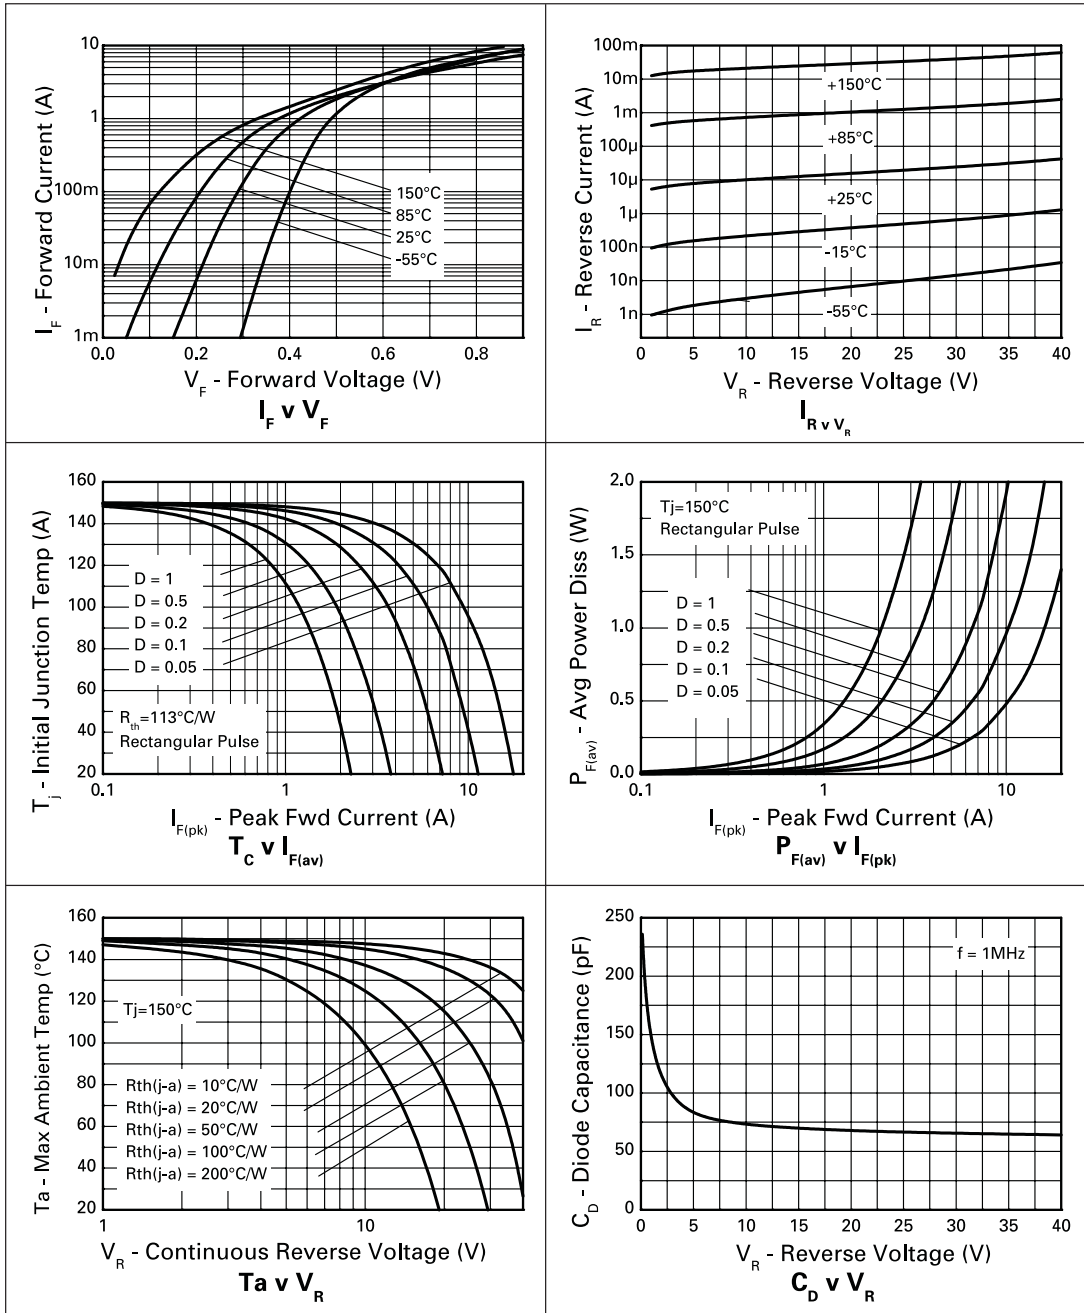 10
1
100m
10m
1m
0.0
0.2
0.4
0.6
0.8
I_F - Forward Current (A)
150°C
85°C
25°C
-55°C
V_F - Forward Voltage (V)
I_F v V_F
100m
10m
1m
100µ
10µ
1µ
100n
10n
1n
I_R - Reverse Current (A)
+150°C
+85°C
+25°C
-15°C
-55°C
0
5
10
15
20
25
30
35
40
V_R - Reverse Voltage (V)
I_R v V_R
160
140
120
100
80
60
40
20
T_j - Initial Junction Temp (A)
D = 1
D = 0.5
D = 0.2
D = 0.1
D = 0.05
R_th=113°C/W
Rectangular Pulse
0.1
1
10
I_F(pk) - Peak Fwd Current (A)
T_C v I_F(av)
2.0
1.5
1.0
0.5
0.0
P_F(av) - Avg Power Diss (W)
Tj=150°C
Rectangular Pulse
D = 1
D = 0.5
D = 0.2
D = 0.1
D = 0.05
0.1
1
10
I_F(pk) - Peak Fwd Current (A)
P_F(av) v I_F(pk)
160
140
120
100
80
60
40
20
Ta - Max Ambient Temp (°C)
Tj=150°C
Rth(j-a) = 10°C/W
Rth(j-a) = 20°C/W
Rth(j-a) = 50°C/W
Rth(j-a) = 100°C/W
Rth(j-a) = 200°C/W
1
10
V_R - Continuous Reverse Voltage (V)
Ta v V_R
250
200
150
100
50
0
C_D - Diode Capacitance (pF)
f = 1MHz
0
5
10
15
20
25
30
35
40
V_R - Reverse Voltage (V)
C_D v V_R